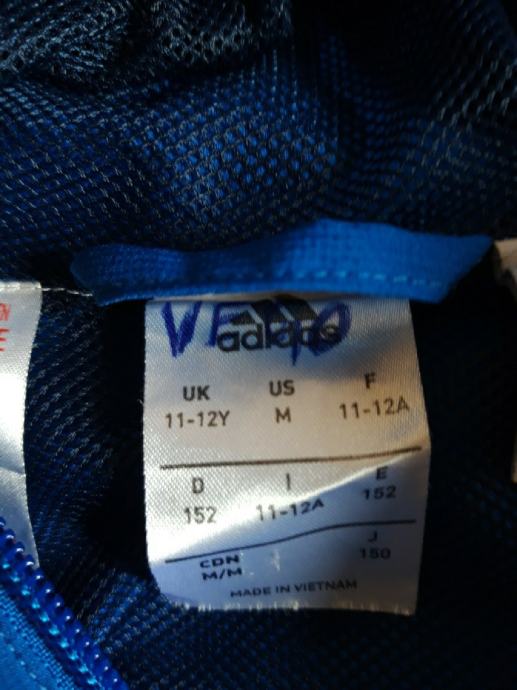 adidas
UK US F
11-12Y M 11-12A
D I E
152 11-12A 152
CDN J
M/M 150
MADE IN VIETNAM